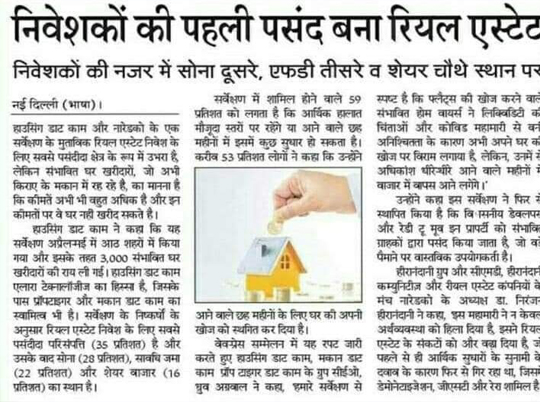 निवेशकों की पहली पसंद बना रियल एस्टेट
निवेशकों की नजर में सोना दूसरे, एफडी तीसरे व शेयर चौथे स्थान पर
नई दिल्ली (भाषा)।
हाउसिंग डाट काम और नारेडको के एक
सर्वेक्षण के मुताबिक रियल एस्टेट निवेश के
लिए सबसे पसंदीदा क्षेत्र के रूप में उभरा है,
लेकिन संभावित घर खरीदारों, जो अभी
किराए के मकान में रह रहे है, का मानना है
कि कीमतें अभी भी वहुत अधिक है और इन
कीमतों पर वे घर नही खरीद सकते है।
हाउसिंग डाट काम ने कहा कि यह
सर्वेक्षण अप्रैल-मई में आठ शहरों में किया
गया और इसके तहत 3,000 संभावित घर
खरीदारों की राय ली गई। हाउसिंग डाट काम
एलारा टेक्नालॉजीज का हिस्सा है, जिसके
पास प्रॉपटाइगर और मकान डाट काम का
स्वामित्व भी है। सर्वेक्षण के निष्कर्षों के
अनुसार रियल एस्टेट निवेश के लिए सबसे
पसंदीदा परिसंपत्ति (35 प्रतिशत) है और
उसके वाद सोना (28 प्रतिशत), सावधि जमा
(22 प्रतिशत) और शेयर वाजार (16
प्रतिशत) का स्थान है।
सर्वेक्षण में शामिल होने वाले 59
प्रतिशत को लगता है कि आर्थिक हालात
मौजूदा स्तर पर रहेंगे या आने वाले छह
महीनों में इसमें कुछ सुधार हो सकता है।
करीव 53 प्रतिशत लोगों ने कहा कि उन्होंने
आने वाले छह महीनों के लिए घर की अपनी
खोज को स्थगित कर दिया है।
वेवप्रेस सम्मेलन में यह रपट जारी
करते हुए हाउसिंग डाट काम, मकान डाट
काम प्रॉप टाइगर डाट काम के ग्रुप सीईओ,
ध्रुव अग्रवाल ने कहा, 'हमारे सर्वेक्षण से
स्पष्ट है कि फ्लैट्स की खोज करने वाले
संभावित होम वायर्स ने लिक्विडिटी की
चिंताओं और कोविड महामारी से वनी
अनिश्चितता के कारण अभी अपने घर की
खोज पर विराम लगाया है, लेकिन, उनमें से
अधिकांश धीरे-धीरे आने वाले महीनों में
वाजार में वापस आने लगेंगे।'
उन्होंने कहा इस सर्वेक्षण ने फिर से
स्थापित किया है कि विश्वसनीय डेवलपर
और रेडी टू मूव इन प्रापर्टी को संभावित
ग्राहकों द्वारा पसंद किया जाता है, जो वड़े
पैमाने पर वास्तविक उपयोगकर्ता है।
हीरानंदानी ग्रुप और सीएमडी, हीरानंदानी
कम्युनिटीज़ और रियल एस्टेट कंपनियों के
मंच नारडको के अध्यक्ष डा. निरंजन
हीरानंदानी ने कहा, इस महामारी ने न केवल
अर्थव्यवस्था को हिला दिया है, इसने रियल
एस्टेट के संकटों को और वढ़ा दिया है, जो
पहले से ही आर्थिक सुधारों के सुनामी के
दवाव के कारण फिर से गिर रहा था, जिसमें
डेमोनेटाइजेशन, जीएसटी और रेरा शामिल हैं